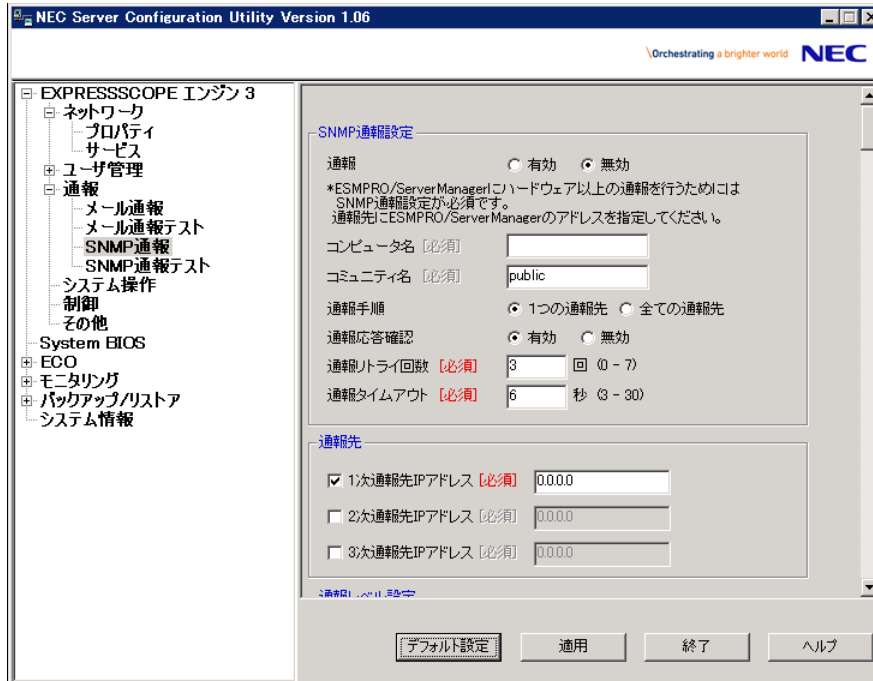 NEC Server Configuration Utility Version 1.06
\Orchestrating a brighter world NEC
EXPRESSSCOPE エンジン 3
ネットワーク
プロパティ
サービス
ユーザ管理
通報
メール通報
メール通報テスト
SNMP通報
SNMP通報テスト
システム操作
制御
その他
System BIOS
ECO
モニタリング
バックアップ/リストア
システム情報
SNMP通報設定
通報 有効 無効
*ESMPRO/ServerManagerにハードウェア以上の通報を行うためには
SNMP通報設定が必須です。
通報先にESMPRO/ServerManagerのアドレスを指定してください。
コンピュータ名 [必須]
コミュニティ名 [必須] public
通報手順 1つの通報先 全ての通報先
通報応答確認 有効 無効
通報リトライ回数 [必須] 3 回 (0 - 7)
通報タイムアウト [必須] 6 秒 (3 - 30)
通報先
1次通報先IPアドレス [必須] 0.0.0.0
2次通報先IPアドレス [必須] 0.0.0.0
3次通報先IPアドレス [必須] 0.0.0.0
通報レベル設定
デフォルト設定 適用 終了 ヘルプ